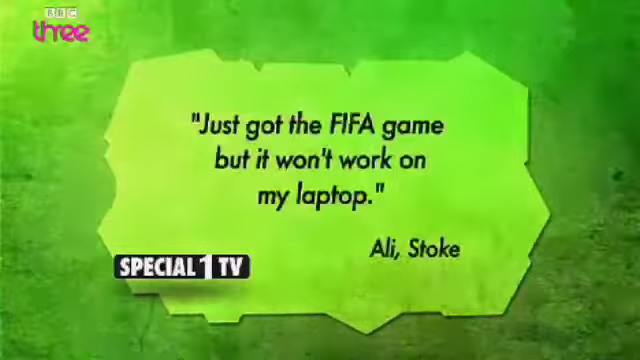 BBC
three
"Just got the FIFA game
but it won't work on
my laptop."
Ali, Stoke
SPECIAL 1 TV